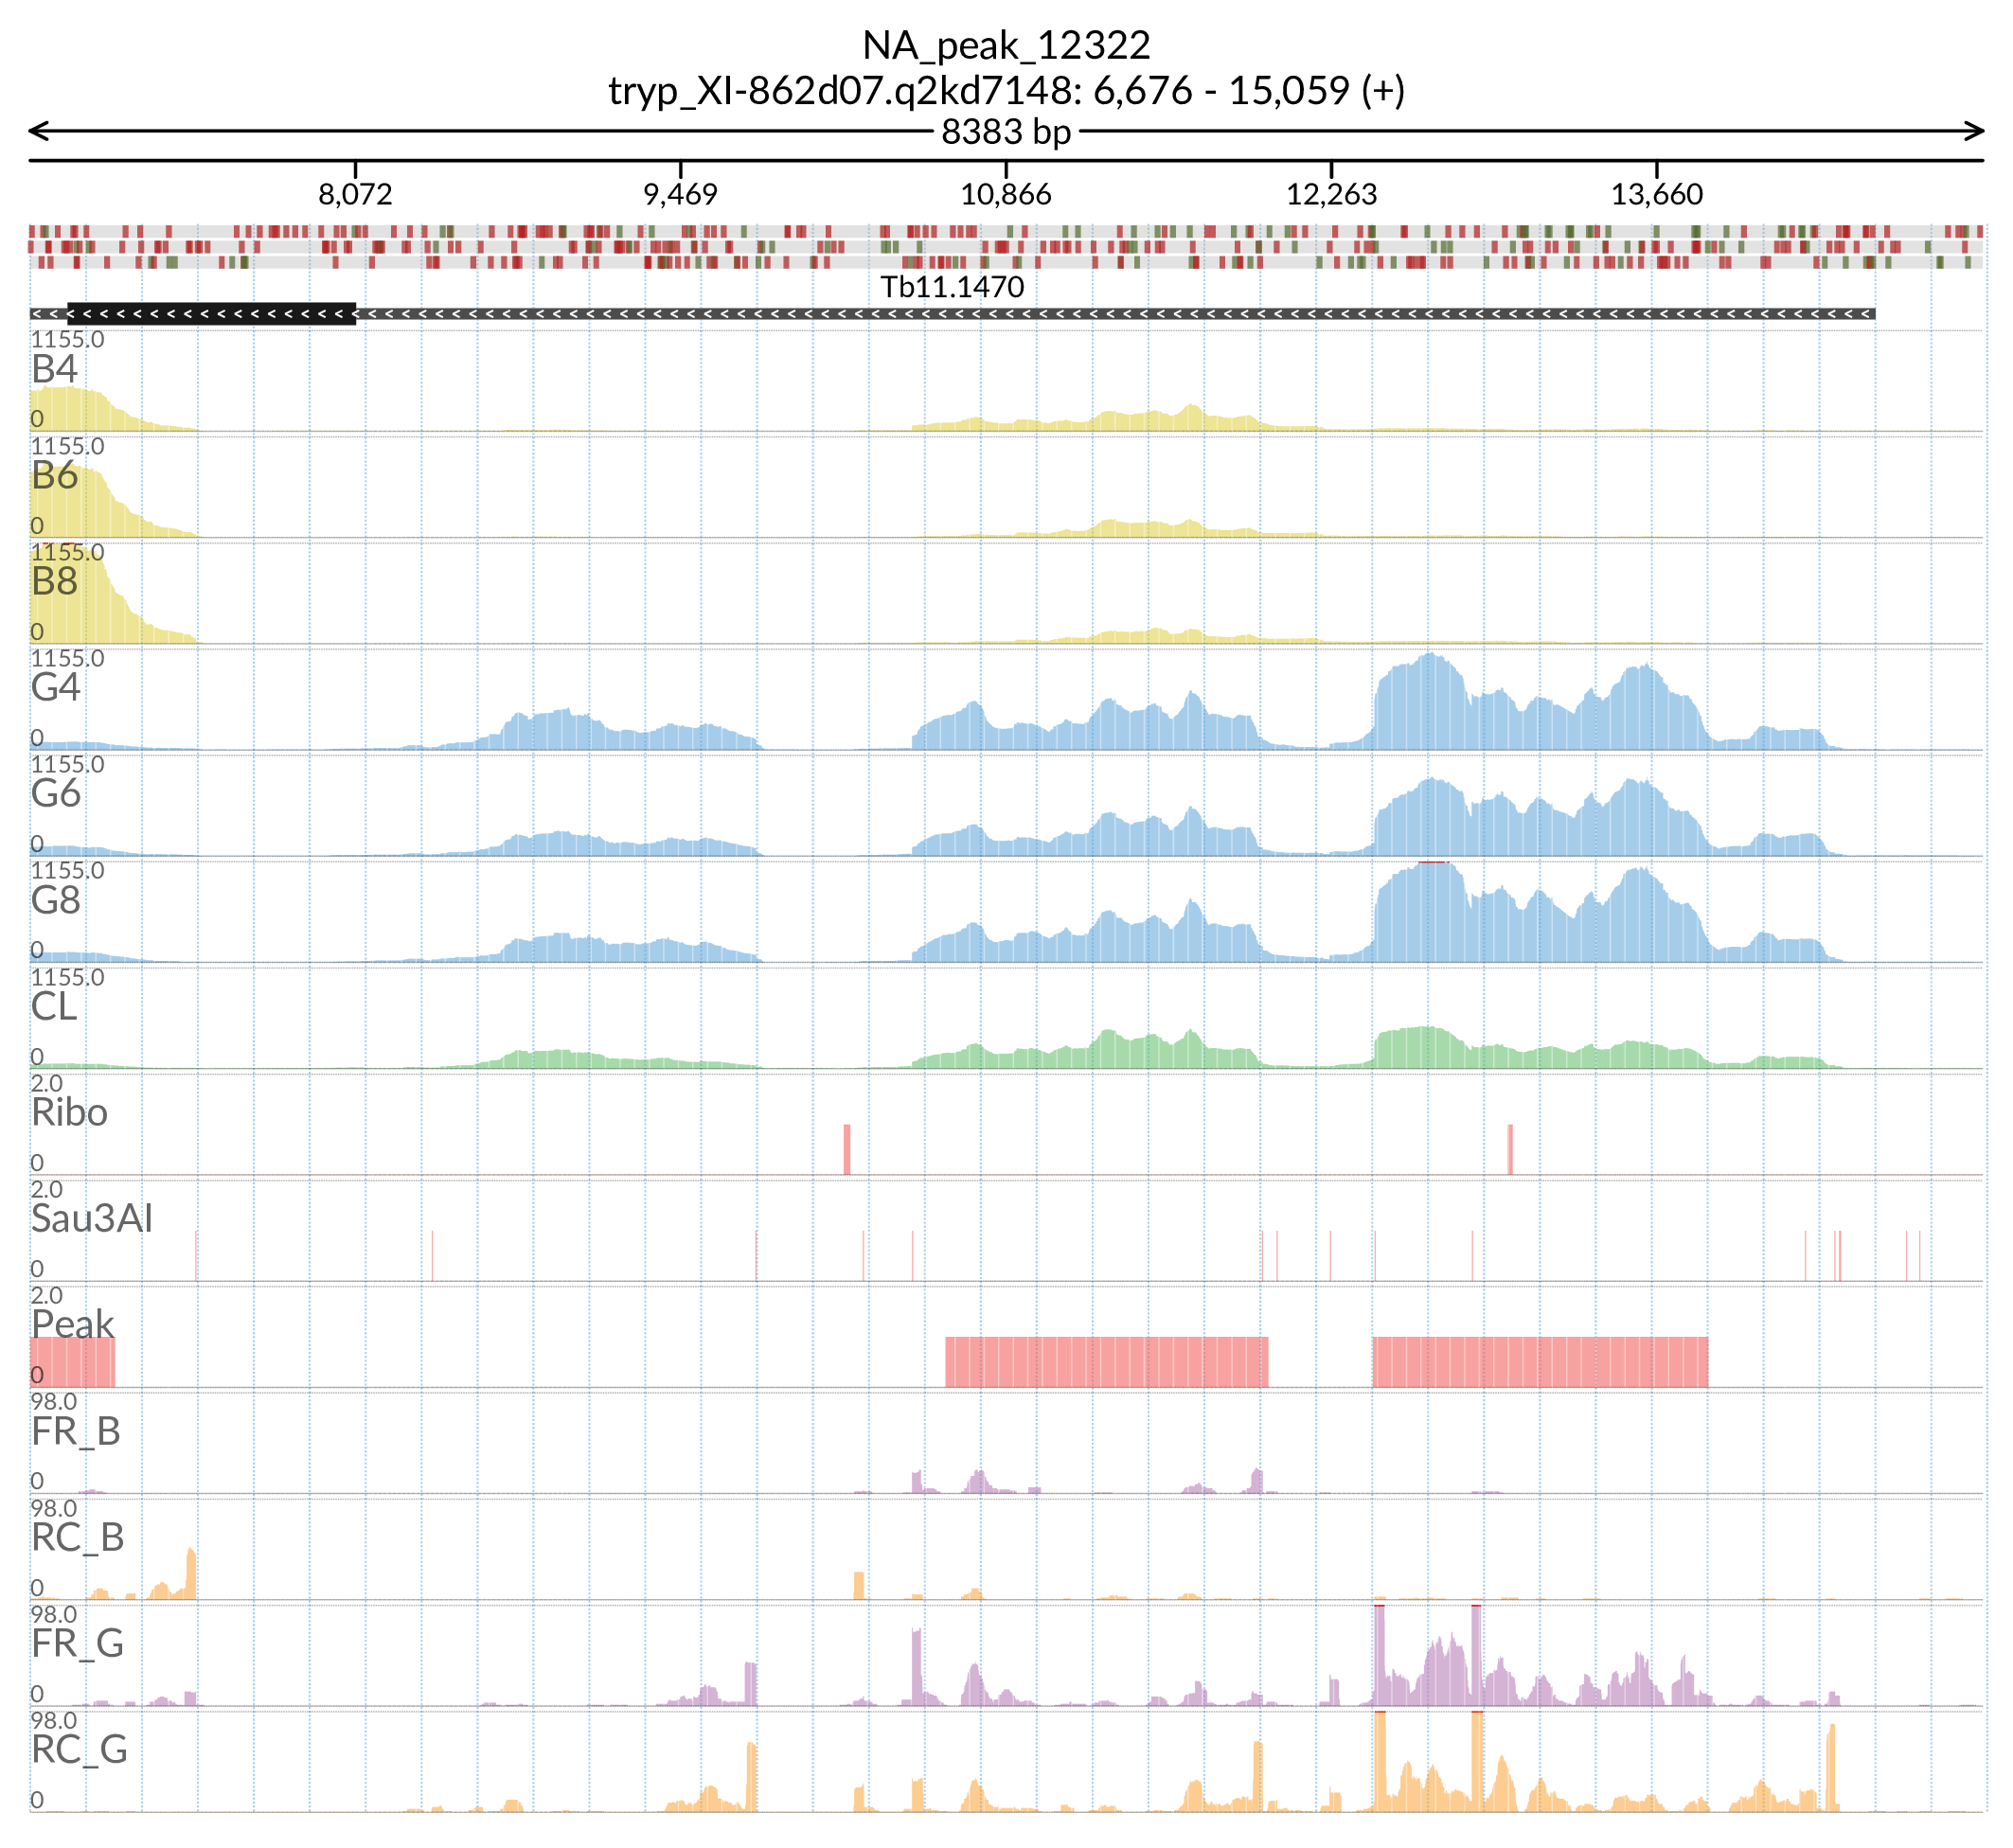 NA_peak_12322
tryp_XI-862d07.q2kd7148: 6,676 - 15,059 (+)
8383 bp
8,072 9,469 10,866 12,263 13,660
Tb11.1470
1155.0
B4
0
1155.0
B6
0
1155.0
B8
0
1155.0
G4
0
1155.0
G6
0
1155.0
G8
0
1155.0
CL
0
2.0
Ribo
0
2.0
Sau3AI
0
2.0
Peak
0
98.0
FR_B
0
98.0
RC_B
0
98.0
FR_G
0
98.0
RC_G
0